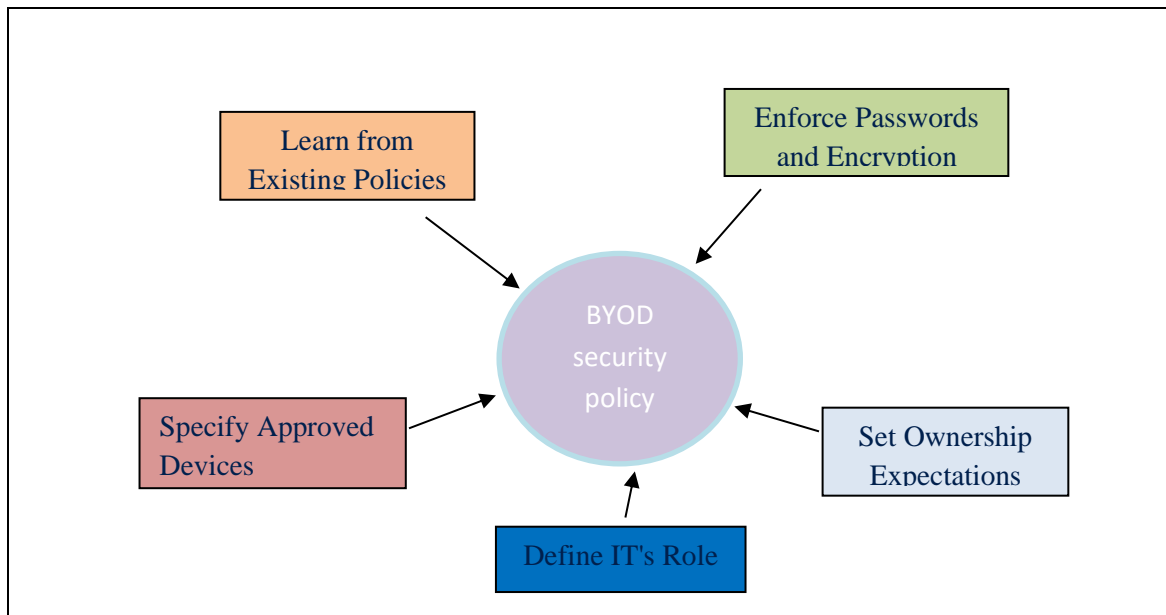 Learn from
Existing Policies
Enforce Passwords
and Encryption
BYOD
security
policy
Specify Approved
Devices
Set Ownership
Expectations
Define IT's Role